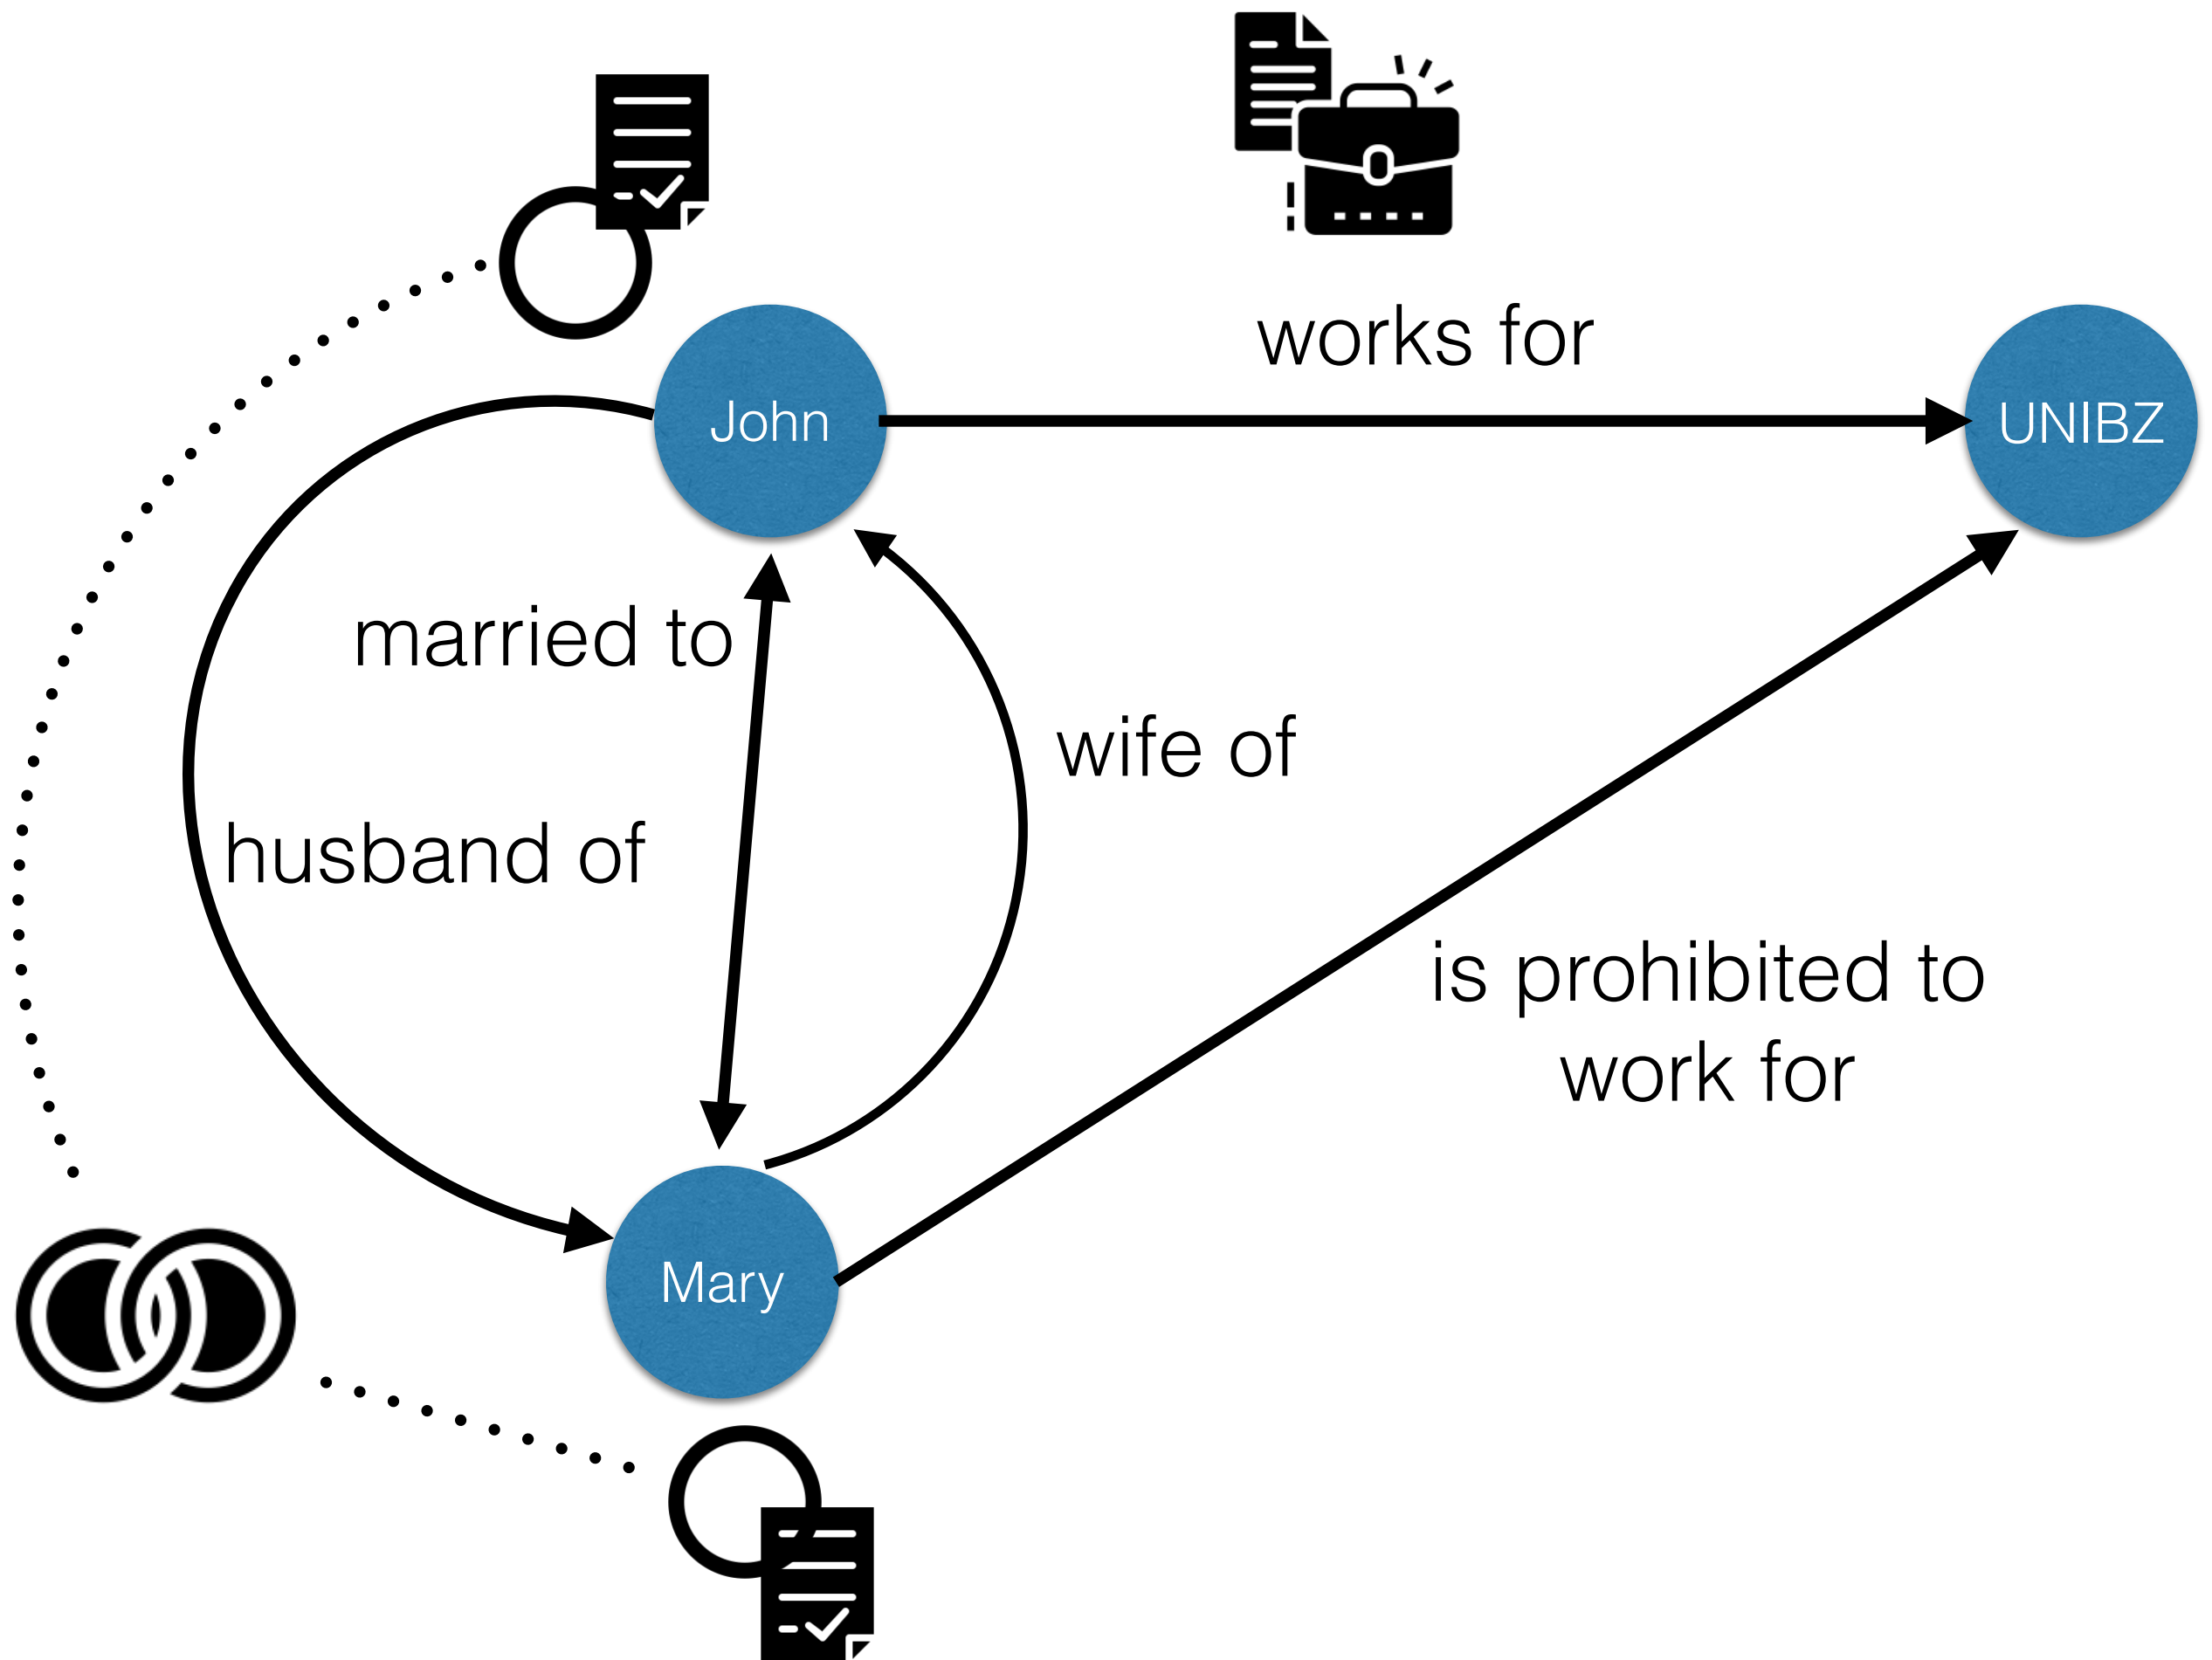 works for
John
UNIBZ
married to
wife of
husband of
is prohibited to
work for
Mary